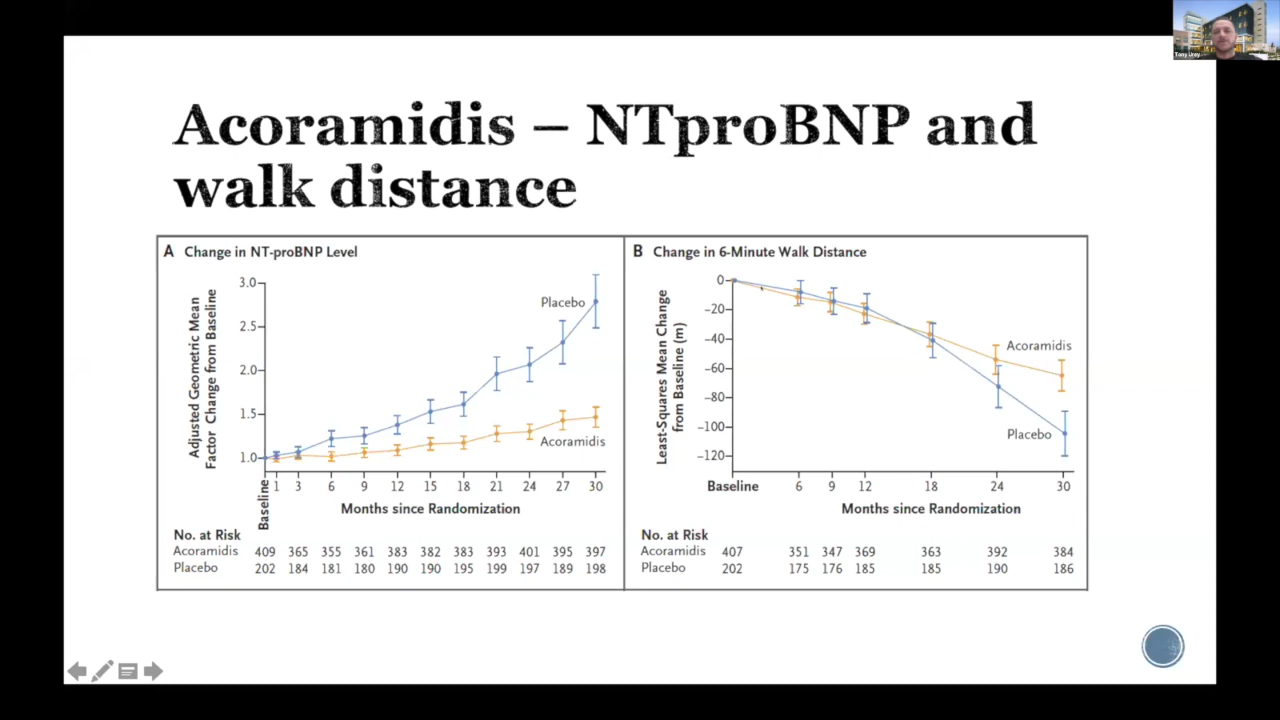 Tony Urey
Acoramidis – NTproBNP and
walk distance
A Change in NT-proBNP Level
Adjusted Geometric Mean
Factor Change from Baseline
3.0
2.5
2.0
1.5
1.0
Placebo
Acoramidis
Baseline 1 3 6 9 12 15 18 21 24 27 30
Months since Randomization
No. at Risk
Acoramidis 409 365 355 361 383 382 383 393 401 395 397
Placebo 202 184 181 180 190 190 195 199 197 189 198
B Change in 6-Minute Walk Distance
Least-Squares Mean Change
from Baseline (m)
0
–20
–40
–60
–80
–100
–120
Acoramidis
Placebo
Baseline 6 9 12 18 24 30
Months since Randomization
No. at Risk
Acoramidis 407 351 347 369 363 392 384
Placebo 202 175 176 185 185 190 186